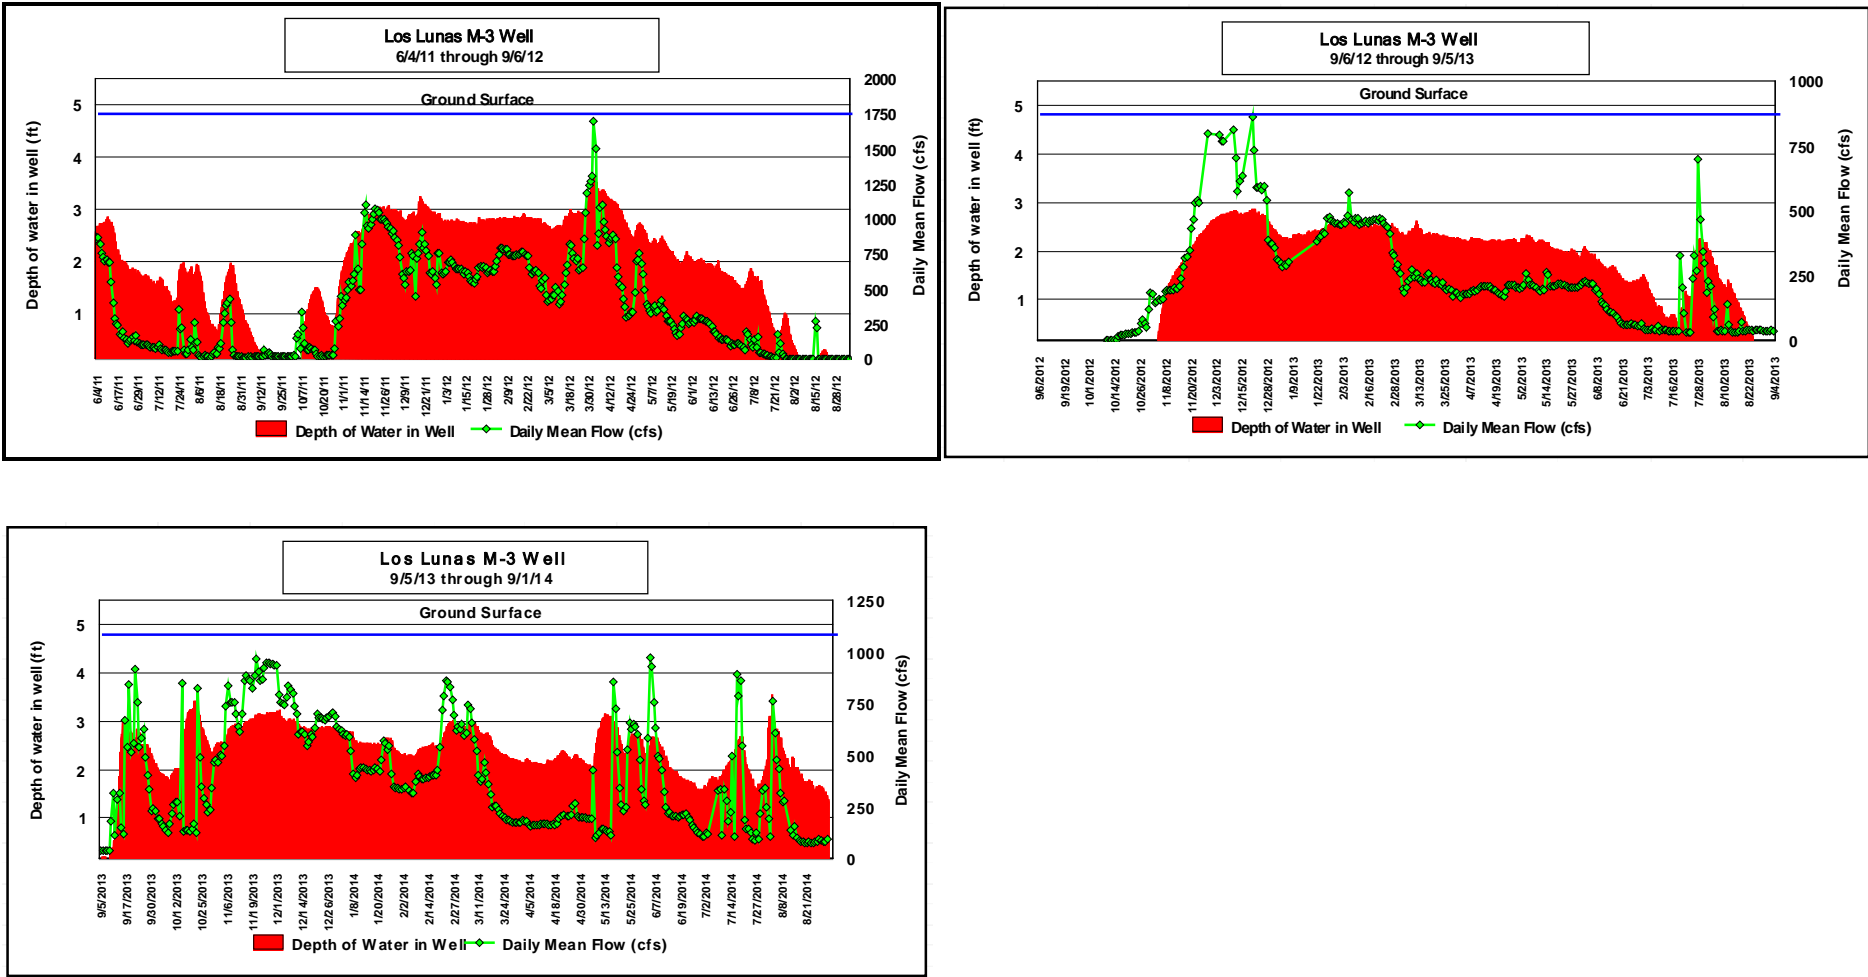 Los Lunas M-3 Well
6/4/11 through 9/6/12
Ground Surface
Depth of water in well (ft)
5
4
3
2
1
2000
1750
1500
1250
1000
750
500
250
0
Daily Mean Flow (cfs)
6/4/11 6/17/11 6/29/11 7/12/11 7/24/11 8/6/11 8/18/11 8/31/11 9/12/11 9/25/11 10/7/11 10/20/11 11/1/11 11/14/11 11/26/11 12/9/11 12/21/11 1/3/12 1/15/12 1/28/12 2/9/12 2/22/12 3/5/12 3/18/12 3/30/12 4/12/12 4/24/12 5/7/12 5/19/12 6/1/12 6/13/12 6/26/12 7/8/12 7/21/12 8/2/12 8/15/12 8/28/12
Depth of Water in Well Daily Mean Flow (cfs)
Los Lunas M-3 Well
9/6/12 through 9/5/13
Ground Surface
Depth of water in well (ft)
5
4
3
2
1
1000
750
500
250
0
Daily Mean Flow (cfs)
9/6/2012 9/19/2012 10/1/2012 10/14/2012 10/26/2012 11/8/2012 11/20/2012 12/3/2012 12/15/2012 12/28/2012 1/9/2013 1/22/2013 2/3/2013 2/16/2013 2/28/2013 3/13/2013 3/25/2013 4/7/2013 4/19/2013 5/2/2013 5/14/2013 5/27/2013 6/8/2013 6/21/2013 7/3/2013 7/16/2013 7/28/2013 8/10/2013 8/22/2013 9/4/2013
Depth of Water in Well Daily Mean Flow (cfs)
Los Lunas M-3 Well
9/5/13 through 9/1/14
Ground Surface
Depth of water in well (ft)
5
4
3
2
1
1250
1000
750
500
250
0
Daily Mean Flow (cfs)
9/5/2013 9/17/2013 9/30/2013 10/12/2013 10/25/2013 11/6/2013 11/19/2013 12/1/2013 12/14/2013 12/26/2013 1/8/2014 1/20/2014 2/2/2014 2/14/2014 2/27/2014 3/11/2014 3/24/2014 4/5/2014 4/18/2014 4/30/2014 5/13/2014 5/25/2014 6/7/2014 6/19/2014 7/2/2014 7/14/2014 7/27/2014 8/8/2014 8/21/2014
Depth of Water in Well Daily Mean Flow (cfs)